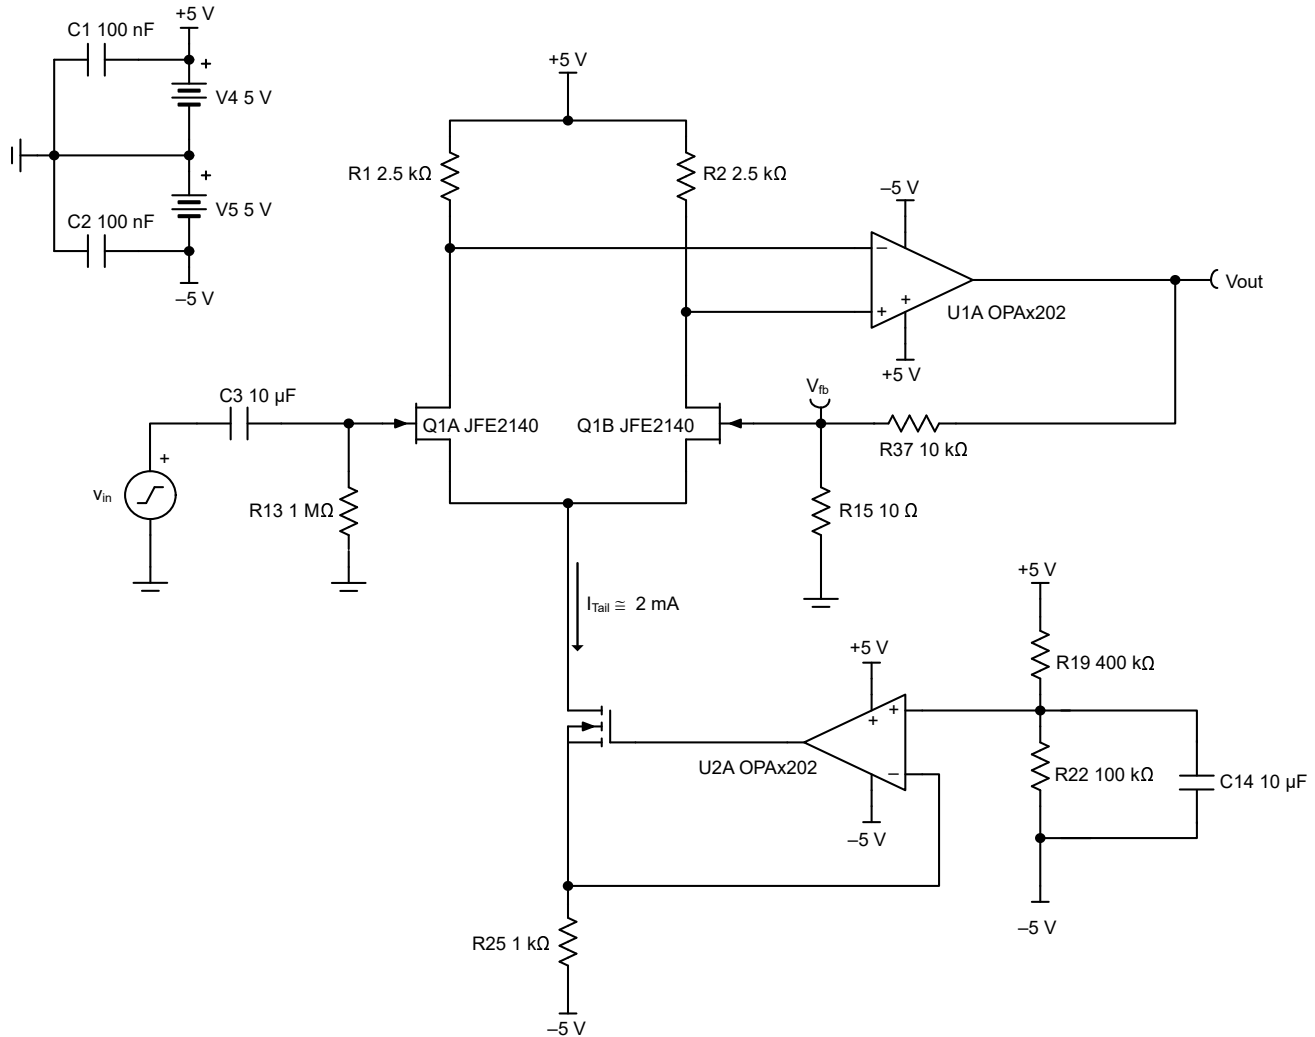 C1 100 nF
+5 V
+
V4 5 V
+
V5 5 V
C2 100 nF
–5 V
+5 V
R1 2.5 kΩ
R2 2.5 kΩ
–5 V
–
+
+
U1A OPAx202
+5 V
Vout
C3 10 µF
Q1A JFE2140
Q1B JFE2140
Vfb
R37 10 kΩ
+
vin
R13 1 MΩ
R15 10 Ω
ITail ≅ 2 mA
+5 V
R19 400 kΩ
+5 V
+
+
–
U2A OPAx202
–5 V
R22 100 kΩ
C14 10 µF
–5 V
R25 1 kΩ
–5 V